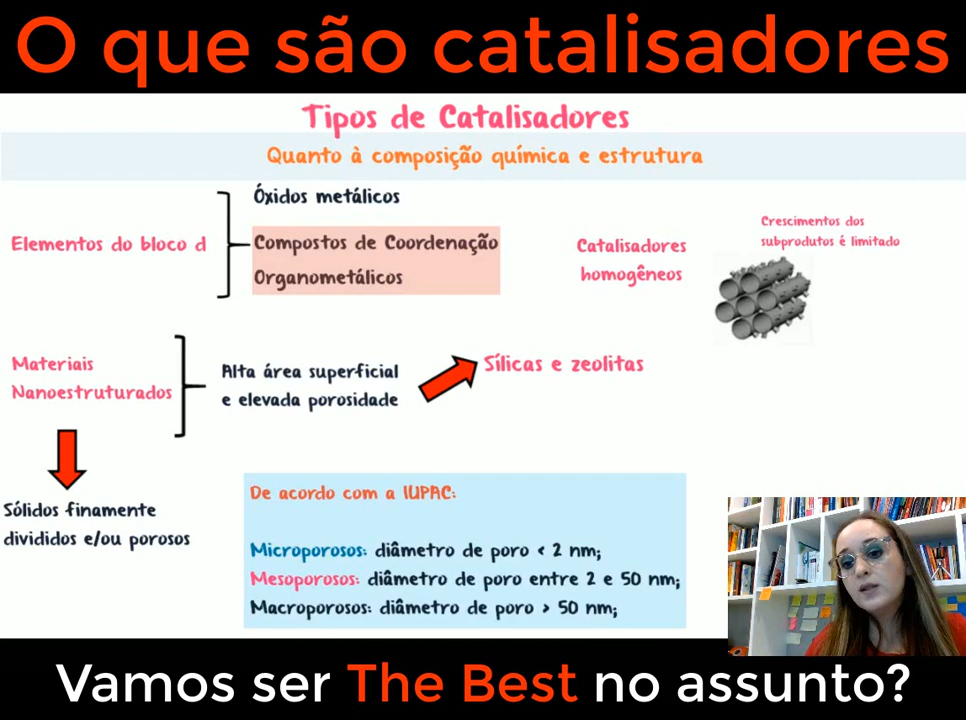 O que são catalisadores
Tipos de Catalisadores
Quanto à composição química e estrutura
Elementos do bloco d
Óxidos metálicos
Compostos de Coordenação
Organometálicos
Catalisadores
homogêneos
Crescimentos dos
subprodutos é limitado
Materiais
Nanoestruturados
Alta área superficial
e elevada porosidade
Sílicas e zeolitas
Sólidos finamente
divididos e/ou porosos
De acordo com a IUPAC:
Microporosos: diâmetro de poro < 2 nm;
Mesoporosos: diâmetro de poro entre 2 e 50 nm;
Macroporosos: diâmetro de poro > 50 nm;
Vamos ser The Best no assunto?